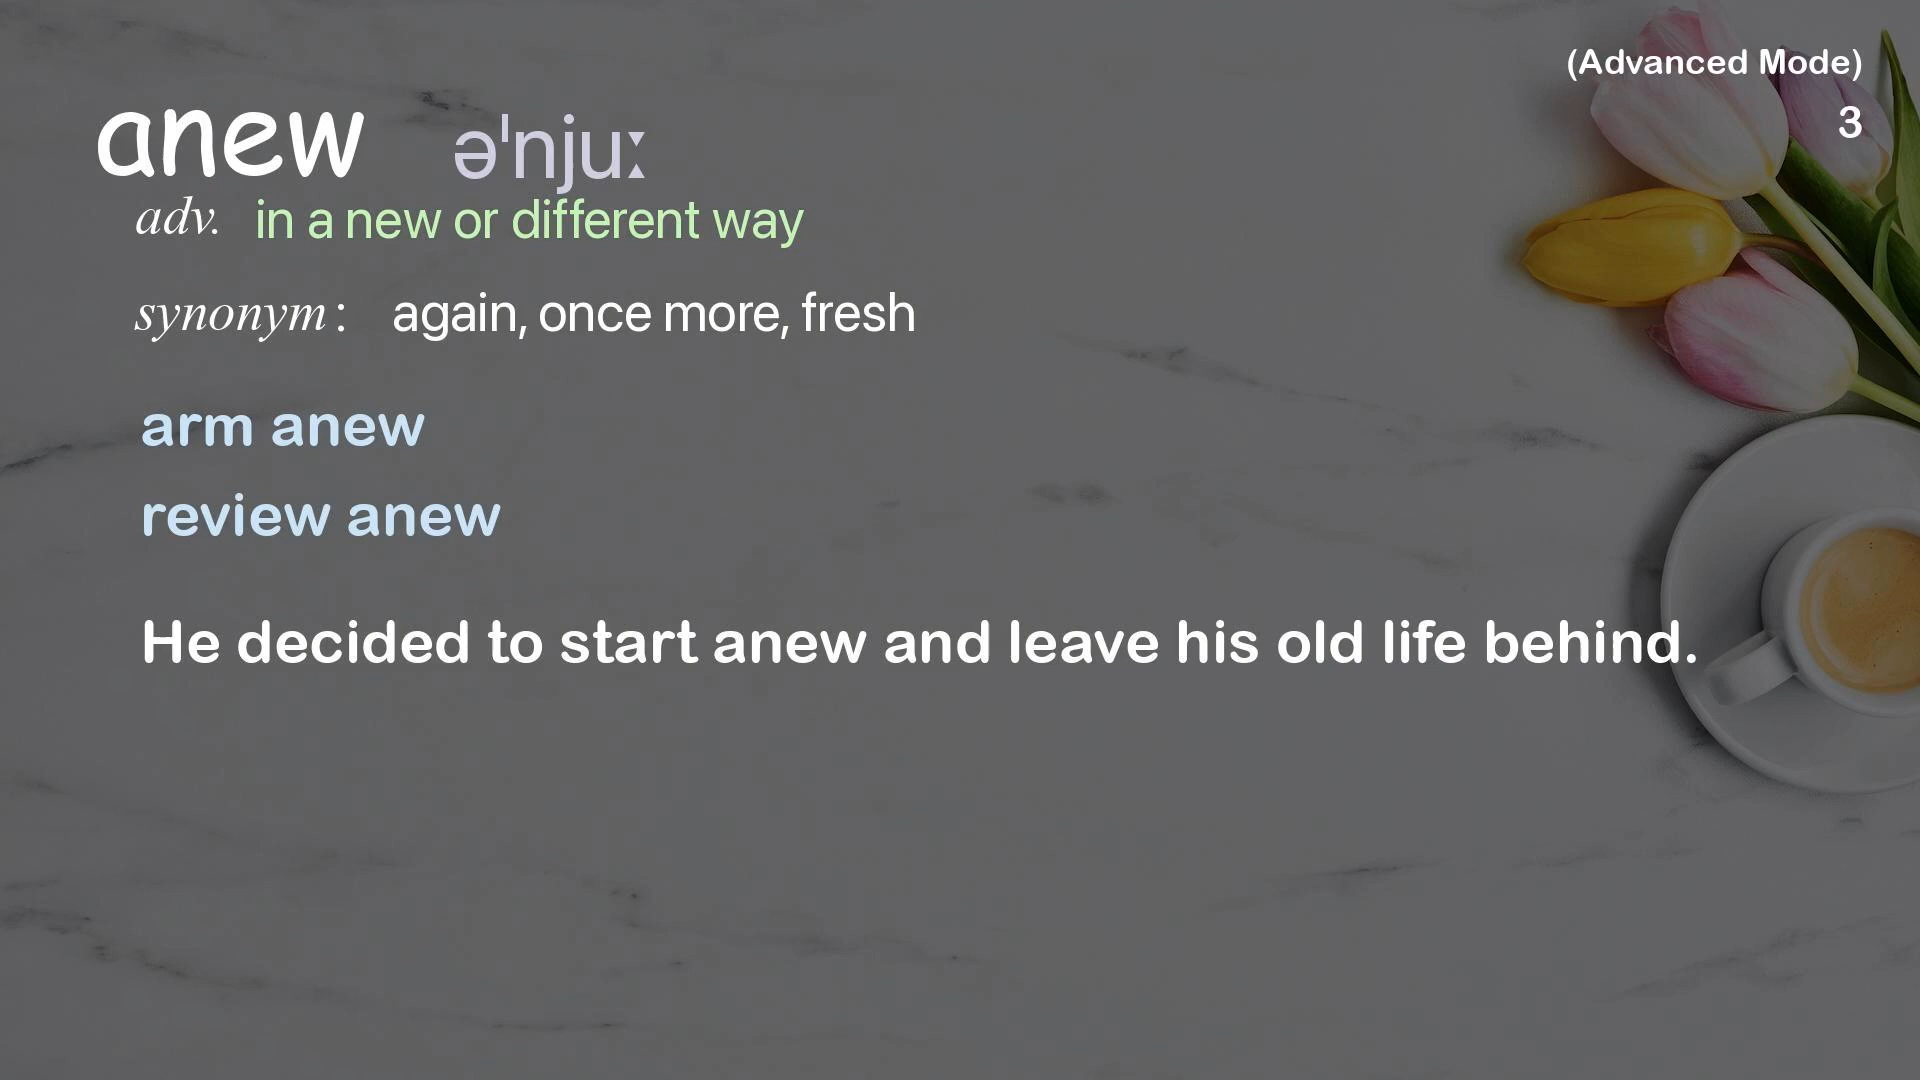 (Advanced Mode)
3
anew əˈnjuː
adv. in a new or different way
synonym: again, once more, fresh
arm anew
review anew
He decided to start anew and leave his old life behind.